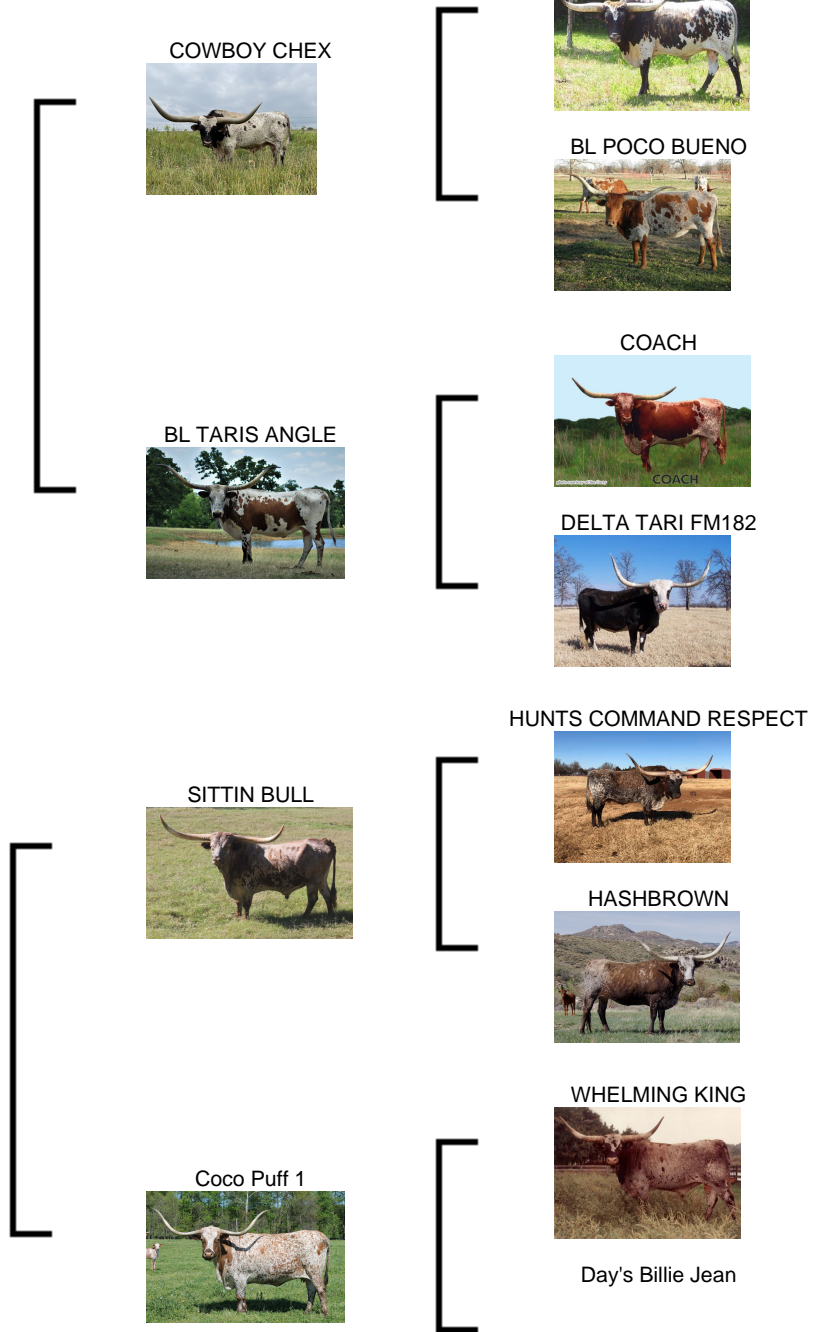 COWBOY CHEX
BL POCO BUENO
COACH
COACH
BL TARIS ANGLE
DELTA TARI FM182
HUNTS COMMAND RESPECT
SITTIN BULL
HASHBROWN
WHELMING KING
Coco Puff 1
Day's Billie Jean